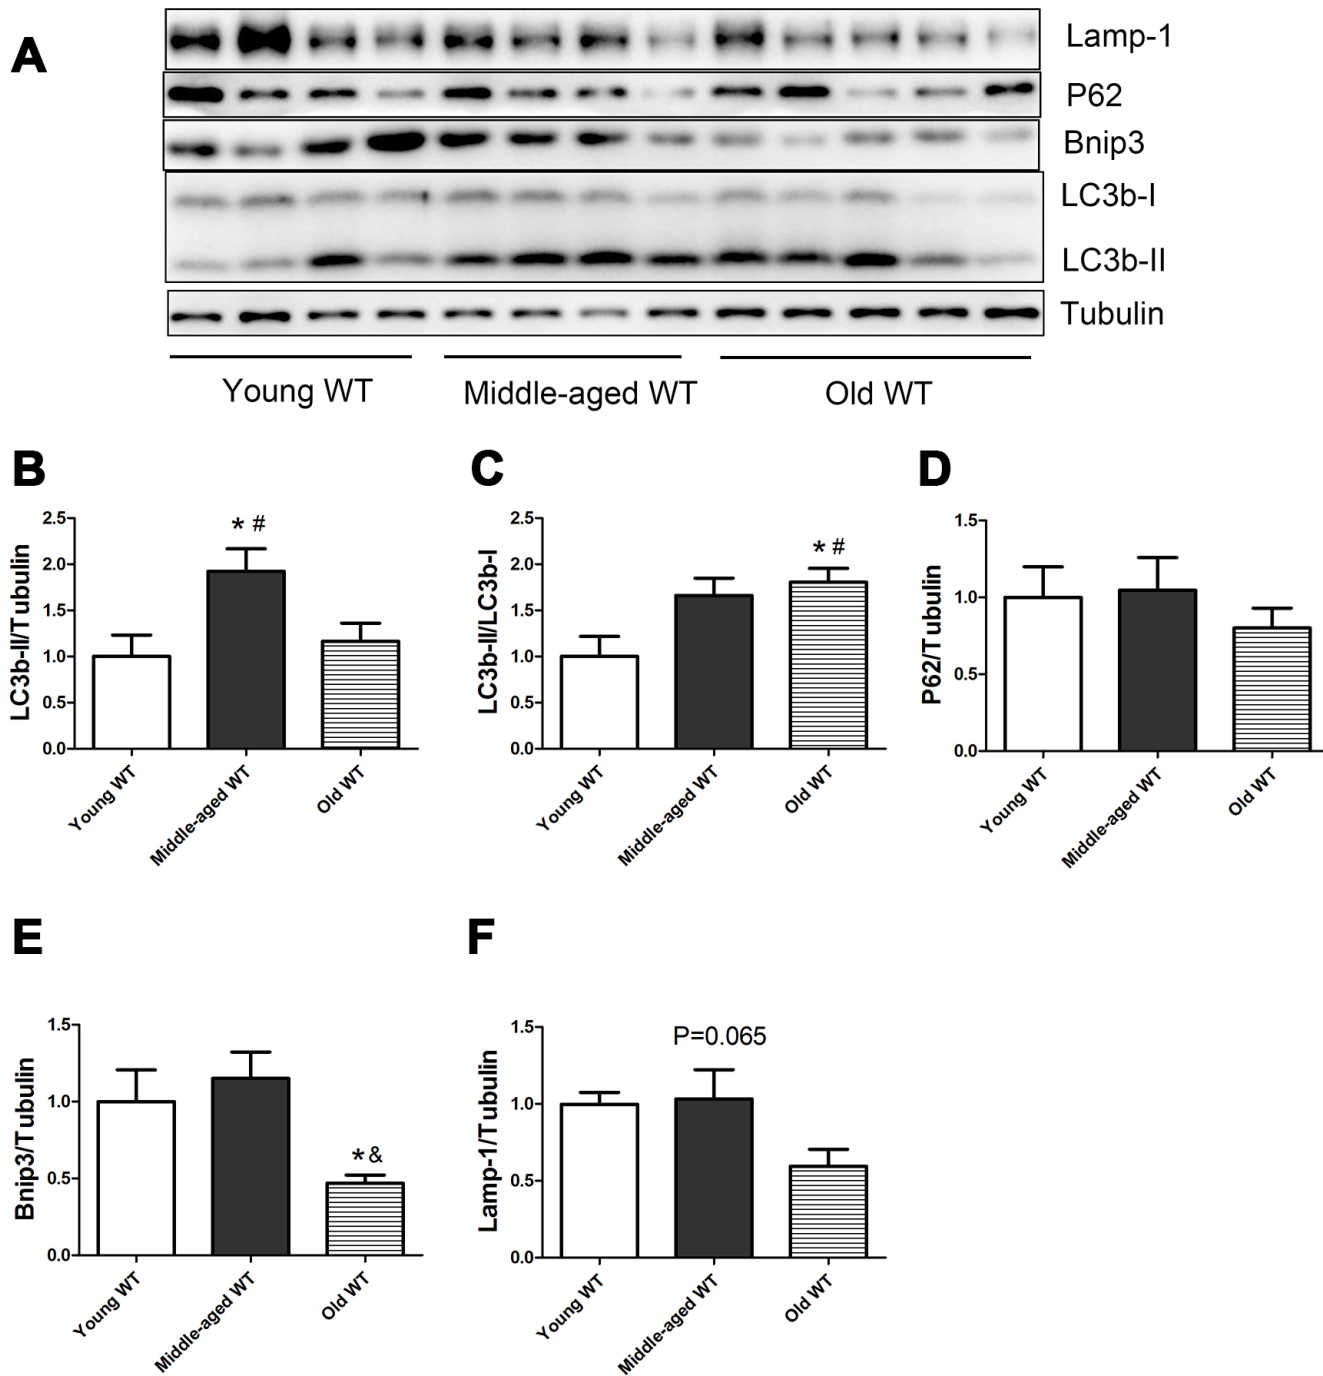 A
Lamp-1
P62
Bnip3
LC3b-I
LC3b-II
Tubulin
Young WT Middle-aged WT Old WT
B
LC3b-II/Tubulin
2.5
2.0
1.5
1.0
0.5
0.0
* #
Young WT
Middle-aged WT
Old WT
C
LC3b-II/LC3b-I
2.5
2.0
1.5
1.0
0.5
0.0
* #
Young WT
Middle-aged WT
Old WT
D
P62/Tubulin
1.5
1.0
0.5
0.0
Young WT
Middle-aged WT
Old WT
E
Bnip3/Tubulin
1.5
1.0
0.5
0.0
* &
Young WT
Middle-aged WT
Old WT
F
Lamp-1/Tubulin
1.5
1.0
0.5
0.0
P=0.065
Young WT
Middle-aged WT
Old WT